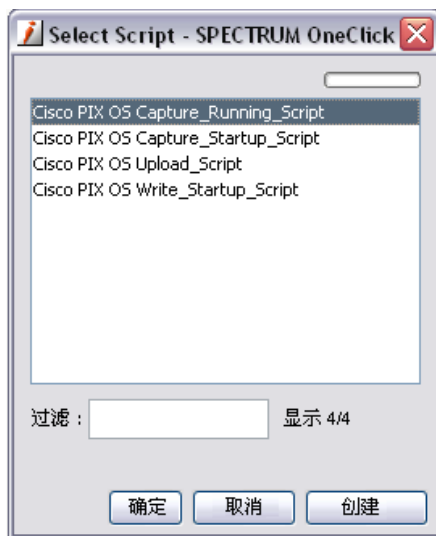 Select Script - SPECTRUM OneClick
Cisco PIX OS Capture_Running_Script
Cisco PIX OS Capture_Startup_Script
Cisco PIX OS Upload_Script
Cisco PIX OS Write_Startup_Script
过滤： 显示 4/4
确定 取消 创建